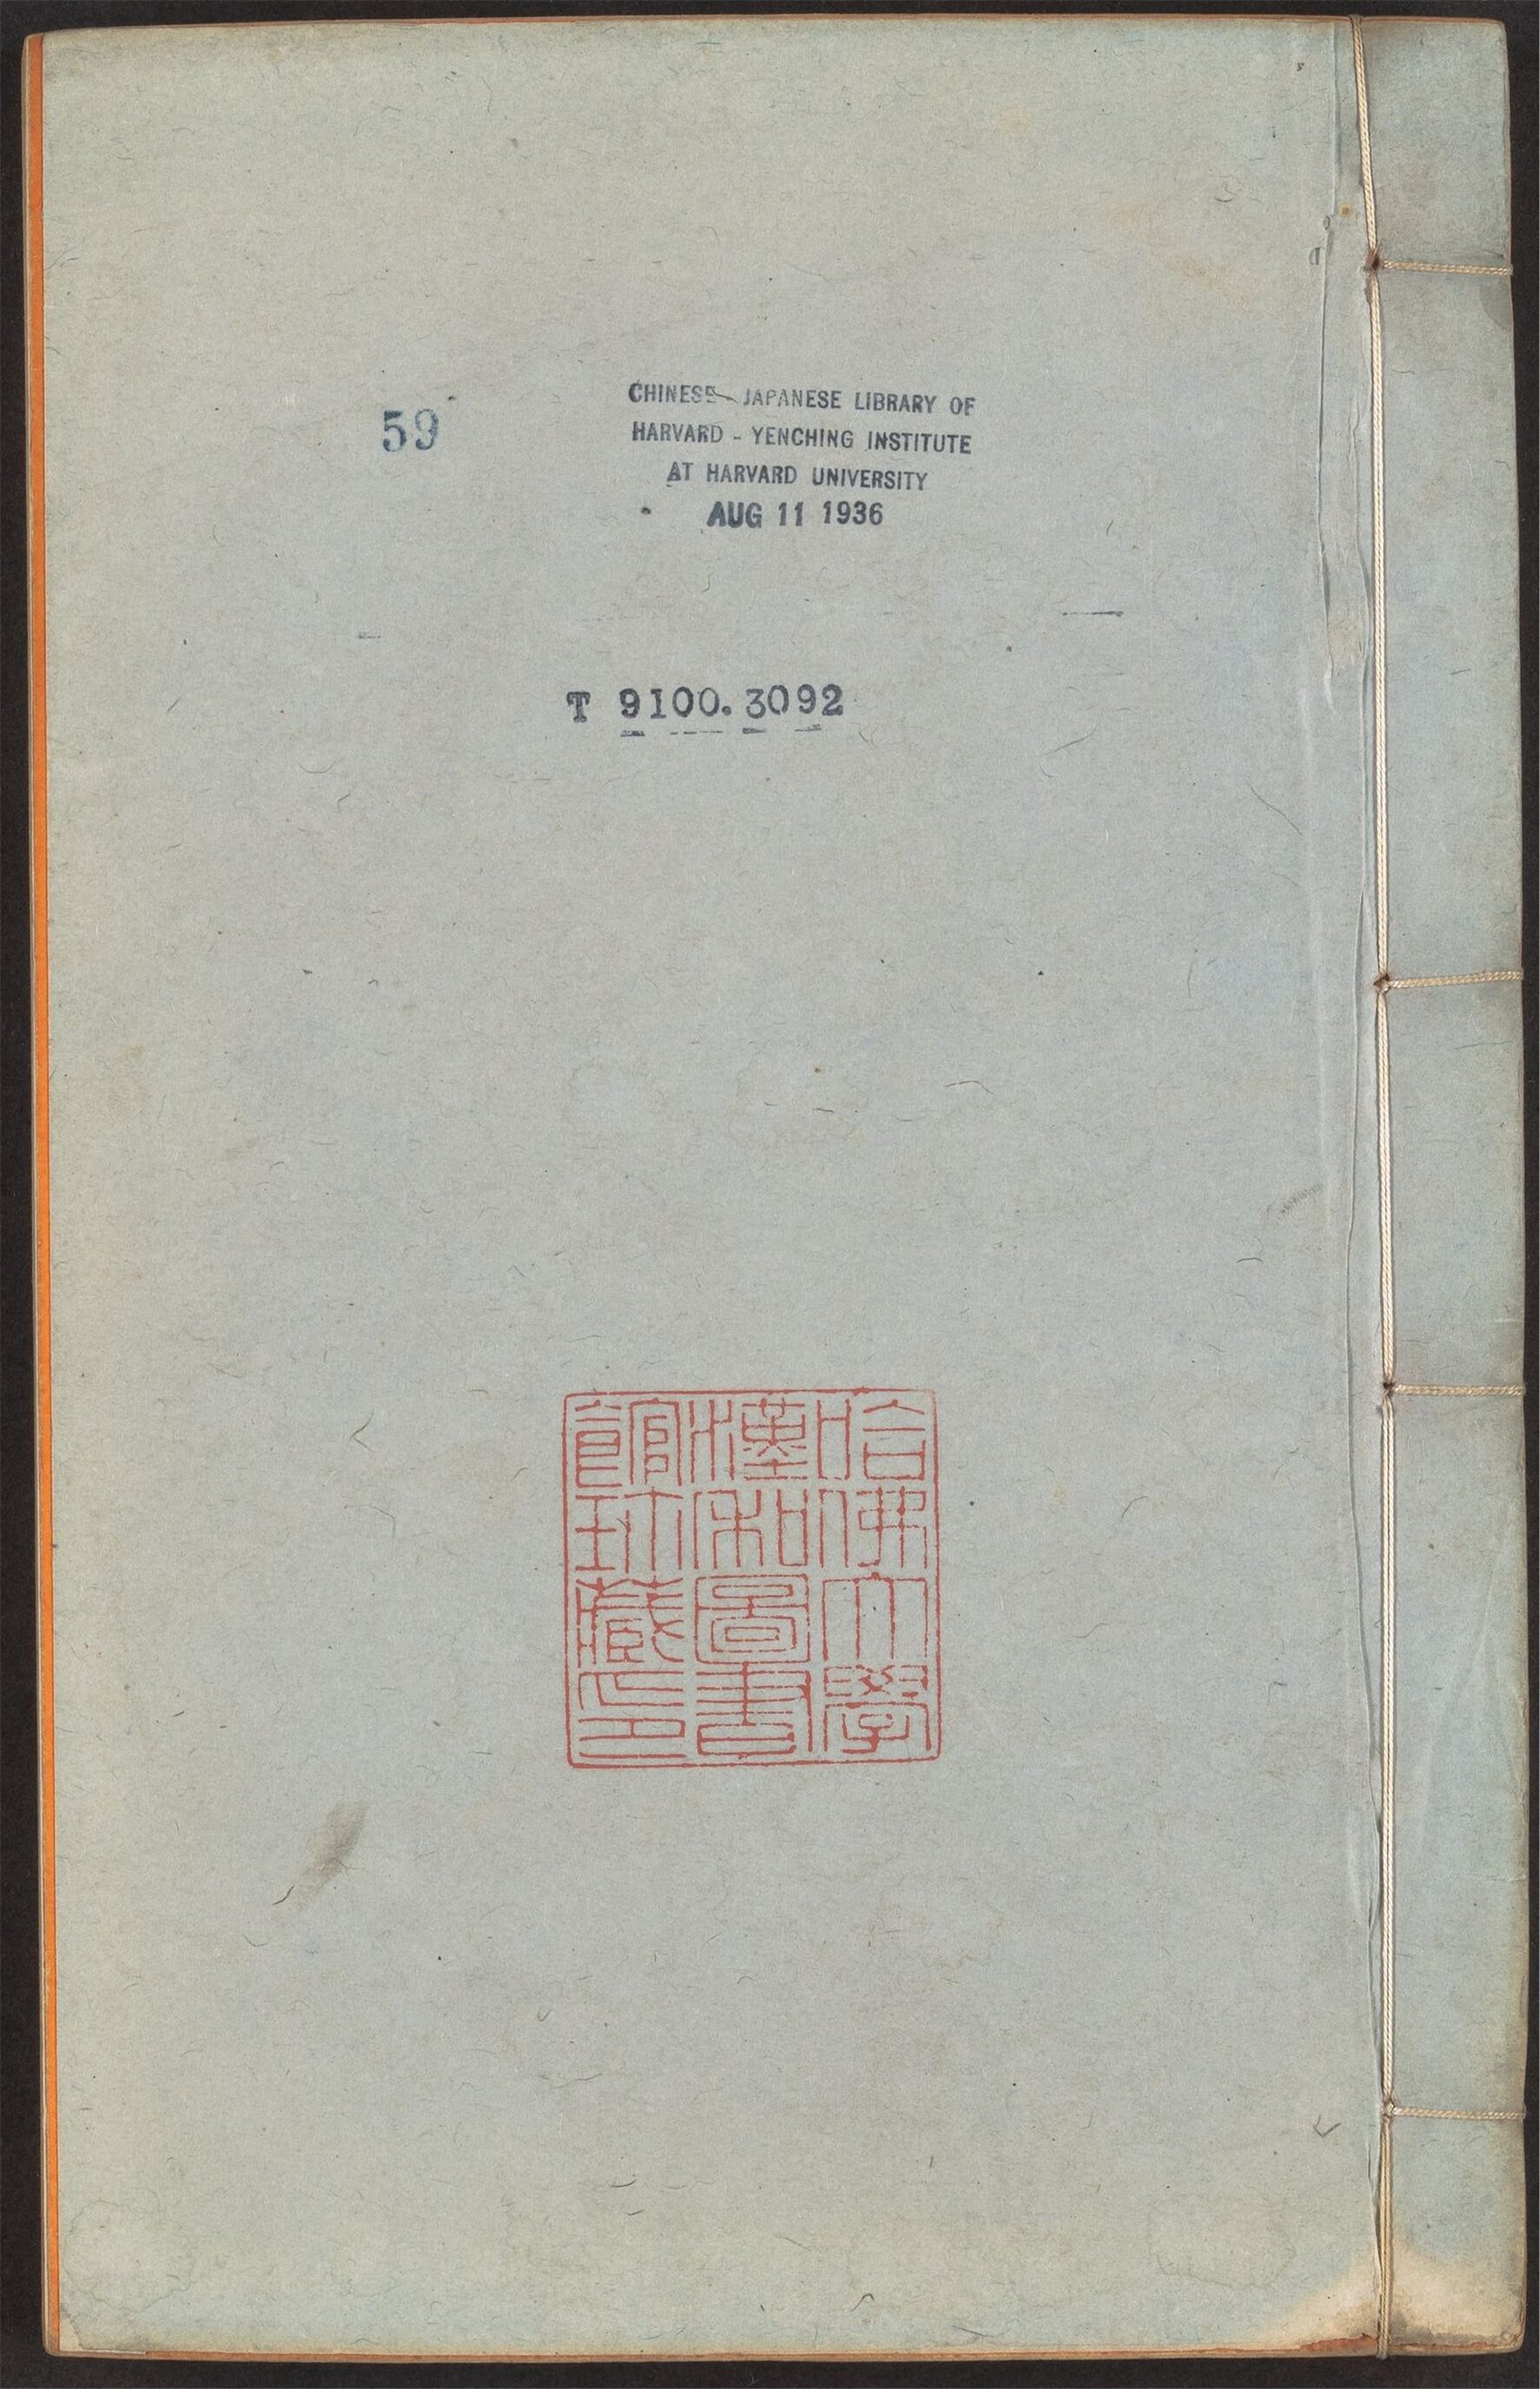 59
CHINESE - JAPANESE LIBRARY OF
HARVARD - YENCHING INSTITUTE
AT HARVARD UNIVERSITY
AUG 11 1936
T 9100.3092
哈佛大學
漢和圖書
館珍藏印